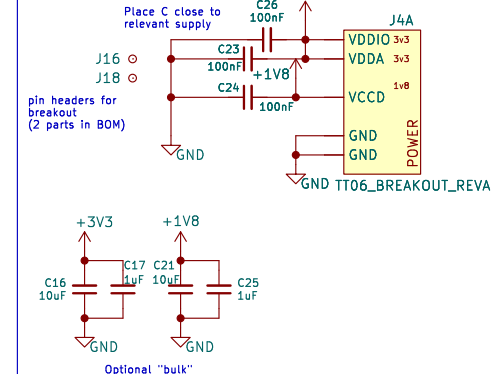 Place C close to
relevant supply
C26
100nF
J4A
VDDIO 3v3
C23
100nF
VDDA 3v3
J16
J18
+1V8
1v8
C24
100nF
VCCD
pin headers for
breakout
(2 parts in BOM)
GND
GND
POWER
GND
GND
TT06_BREAKOUT_REVA
+3V3
+1V8
C17
1uF
C21
10uF
C16
10uF
C25
1uF
GND
GND
Optional "bulk"